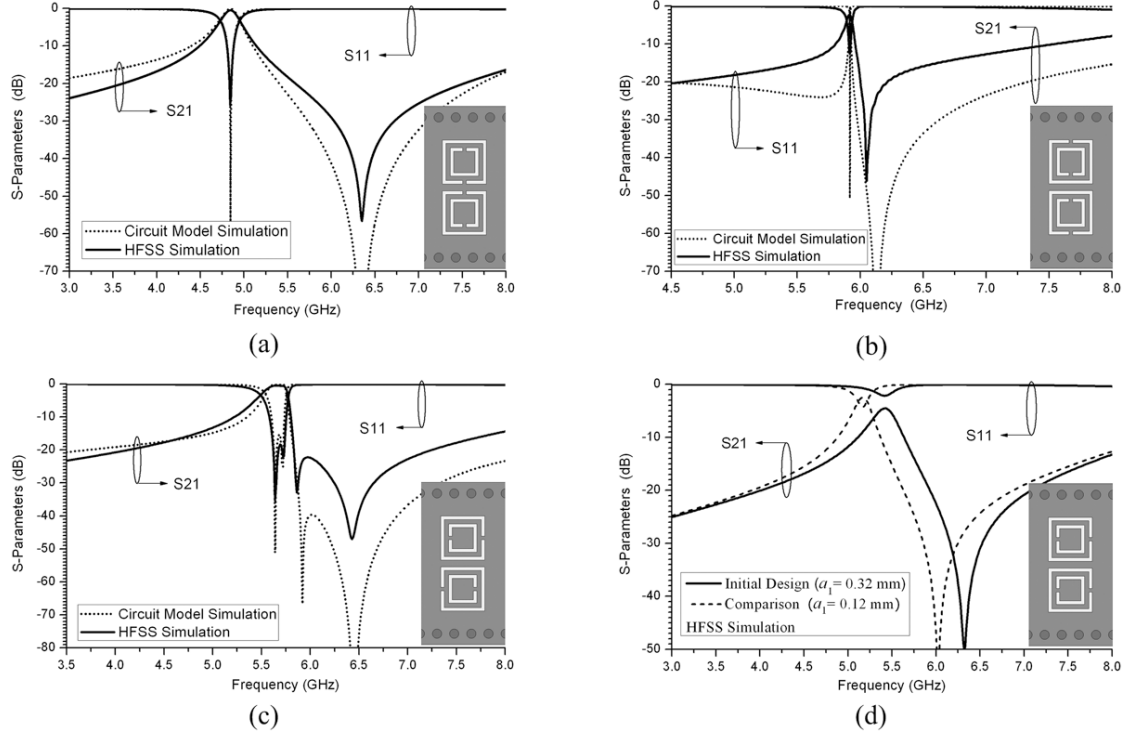 0
-10
-20
-30
-40
-50
-60
-70
S-Parameters (dB)
S11
S21
Circuit Model Simulation
HFSS Simulation
3.0 3.5 4.0 4.5 5.0 5.5 6.0 6.5 7.0 7.5 8.0
Frequency (GHz)
(a)
0
-10
-20
-30
-40
-50
-60
-70
S-Parameters (dB)
S21
S11
Circuit Model Simulation
HFSS Simulation
4.5 5.0 5.5 6.0 6.5 7.0 7.5 8.0
Frequency (GHz)
(b)
0
-10
-20
-30
-40
-50
-60
-70
-80
S-Parameters (dB)
S11
S21
Circuit Model Simulation
HFSS Simulation
3.5 4.0 4.5 5.0 5.5 6.0 6.5 7.0 7.5 8.0
Frequency (GHz)
(c)
0
-10
-20
-30
-40
-50
S-Parameters (dB)
S21
S11
Initial Design (a1= 0.32 mm)
Comparison (a1= 0.12 mm)
HFSS Simulation
3.0 3.5 4.0 4.5 5.0 5.5 6.0 6.5 7.0 7.5 8.0
Frequency (GHz)
(d)